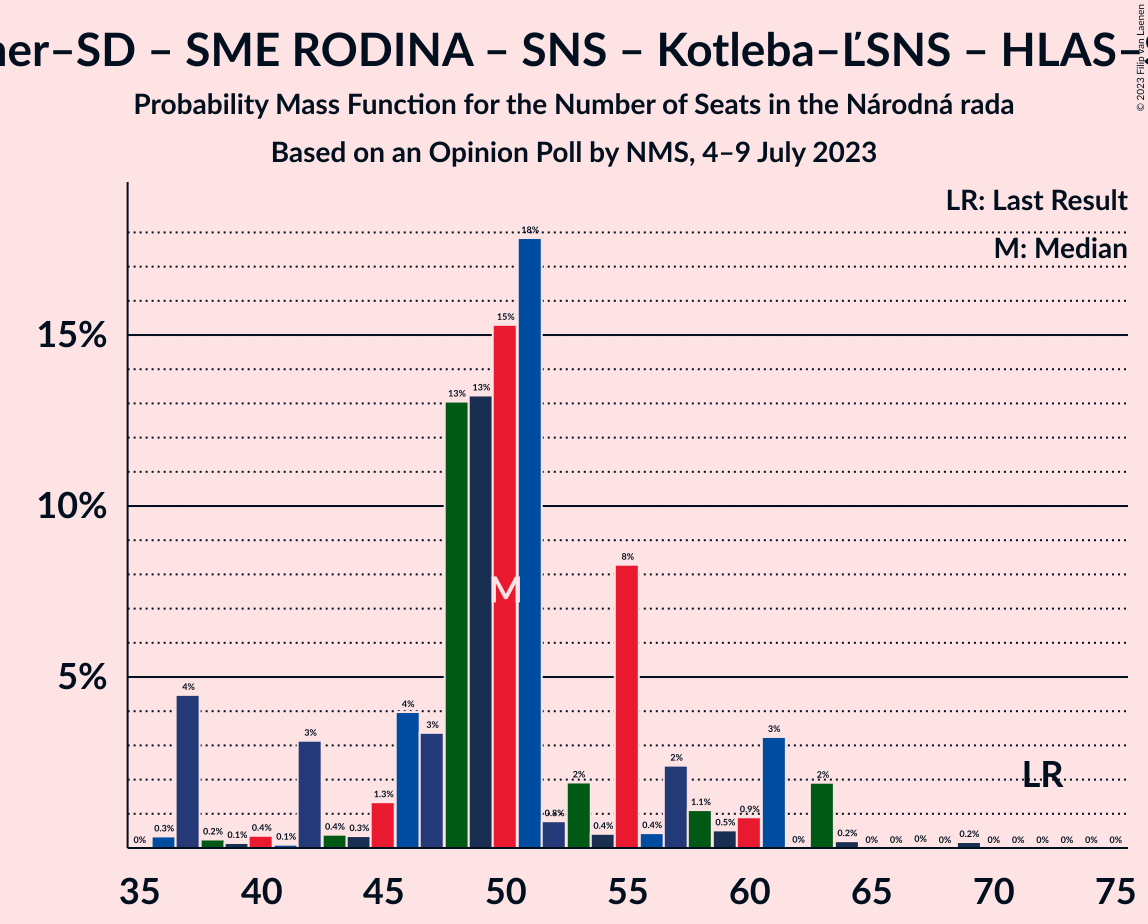 ner–SD – SME RODINA – SNS – Kotleba–ĽSNS – HLAS–
Probability Mass Function for the Number of Seats in the Národná rada
Based on an Opinion Poll by NMS, 4–9 July 2023
© 2023 Filip van Laenen
LR: Last Result
M: Median
18%
15%
15%
13% 13%
10%
8%
M
5%
4% 4%
3% 3% 3%
2% 2% 2%
LR
1.3% 1.1%
0% 0.3% 0.2% 0.1% 0.4% 0.1% 0.4% 0.3% 0.8% 0.4% 0.4% 0.5% 0.9% 0% 0.2% 0% 0% 0% 0% 0.2% 0% 0% 0% 0% 0% 0%
35 40 45 50 55 60 65 70 75